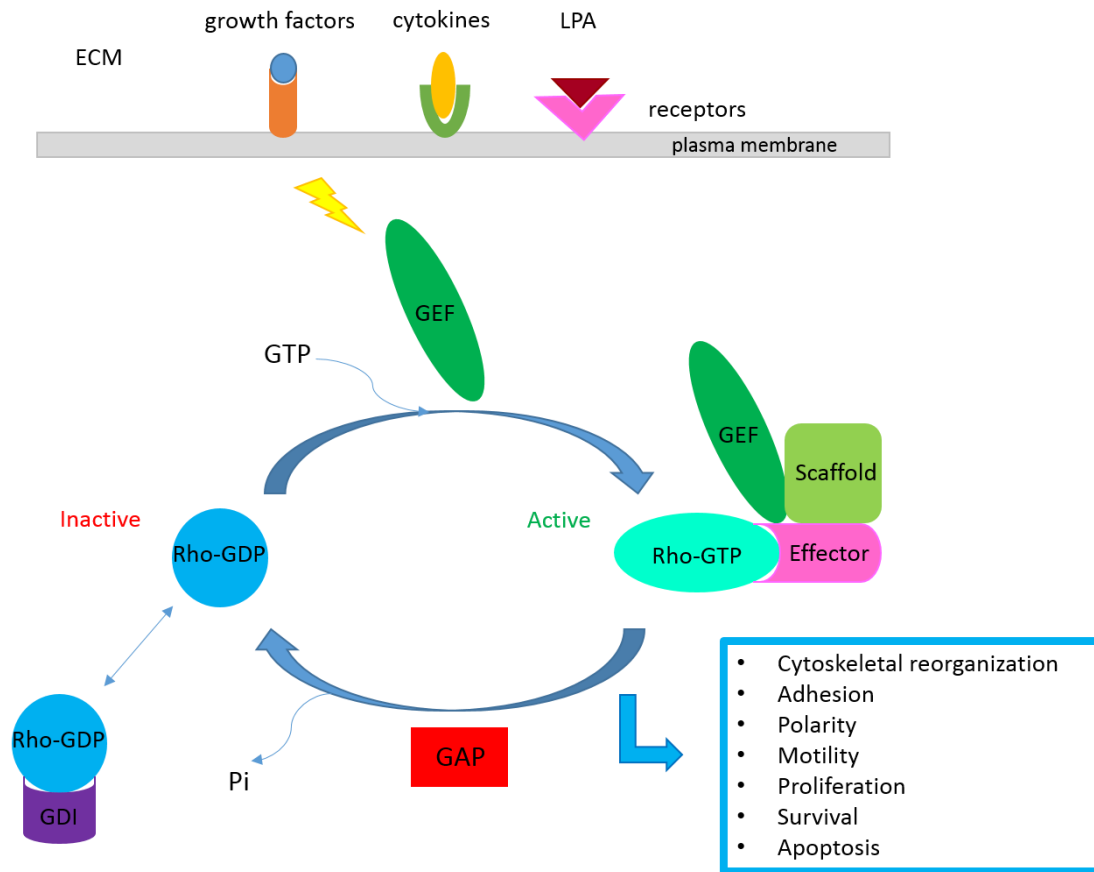 growth factors
cytokines
LPA
ECM
receptors
plasma membrane
GEF
GTP
GEF
Scaffold
Inactive
Active
Rho-GDP
Rho-GTP
Effector
• Cytoskeletal reorganization
• Adhesion
• Polarity
• Motility
• Proliferation
• Survival
• Apoptosis
Rho-GDP
GAP
Pi
GDI